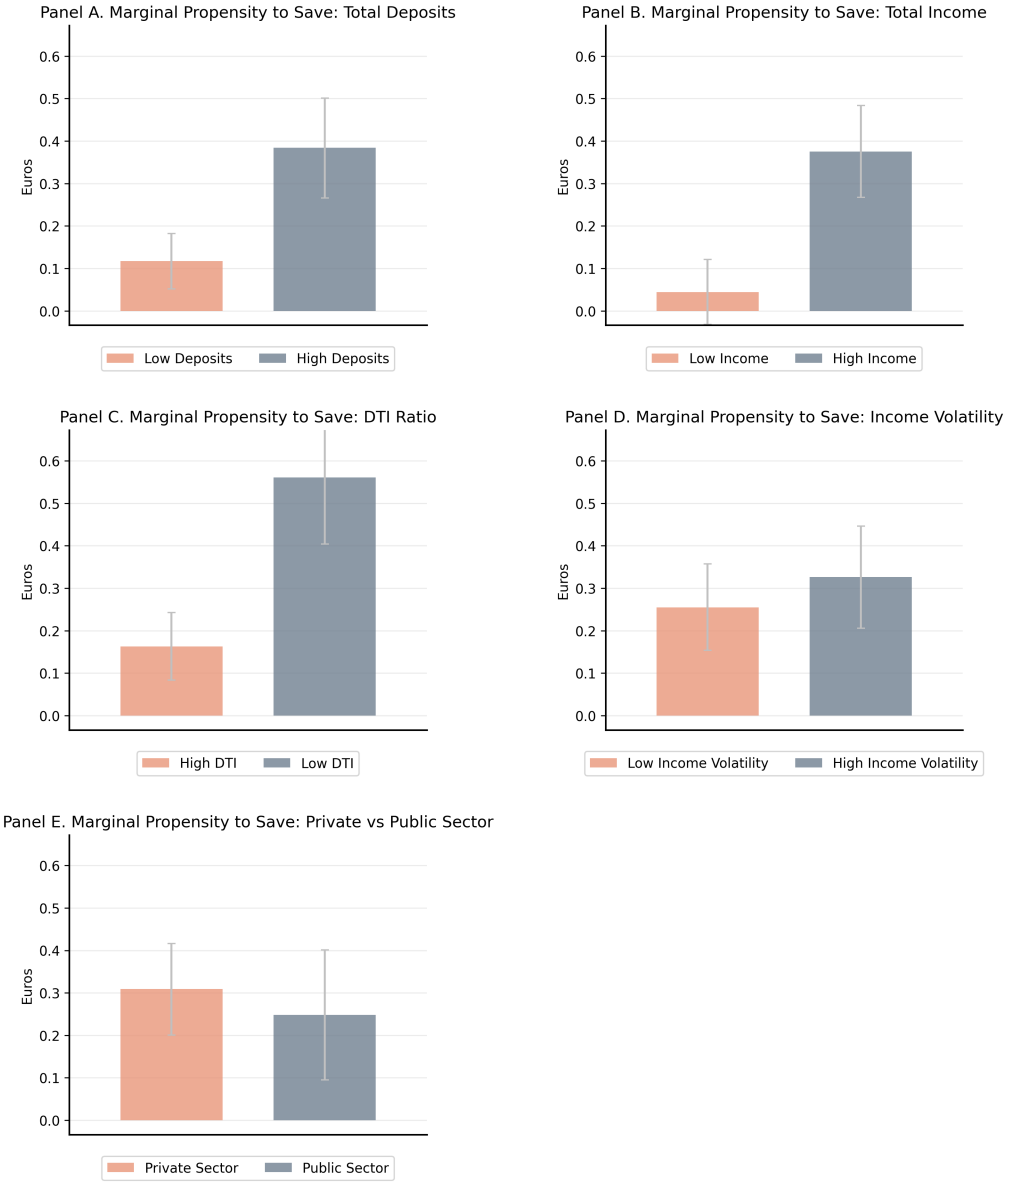 Panel A. Marginal Propensity to Save: Total Deposits
0.6
0.5
0.4
0.3
0.2
0.1
0.0
Euros
Low Deposits
High Deposits
Panel B. Marginal Propensity to Save: Total Income
0.6
0.5
0.4
0.3
0.2
0.1
0.0
Euros
Low Income
High Income
Panel C. Marginal Propensity to Save: DTI Ratio
0.6
0.5
0.4
0.3
0.2
0.1
0.0
Euros
High DTI
Low DTI
Panel D. Marginal Propensity to Save: Income Volatility
0.6
0.5
0.4
0.3
0.2
0.1
0.0
Euros
Low Income Volatility
High Income Volatility
Panel E. Marginal Propensity to Save: Private vs Public Sector
0.6
0.5
0.4
0.3
0.2
0.1
0.0
Euros
Private Sector
Public Sector